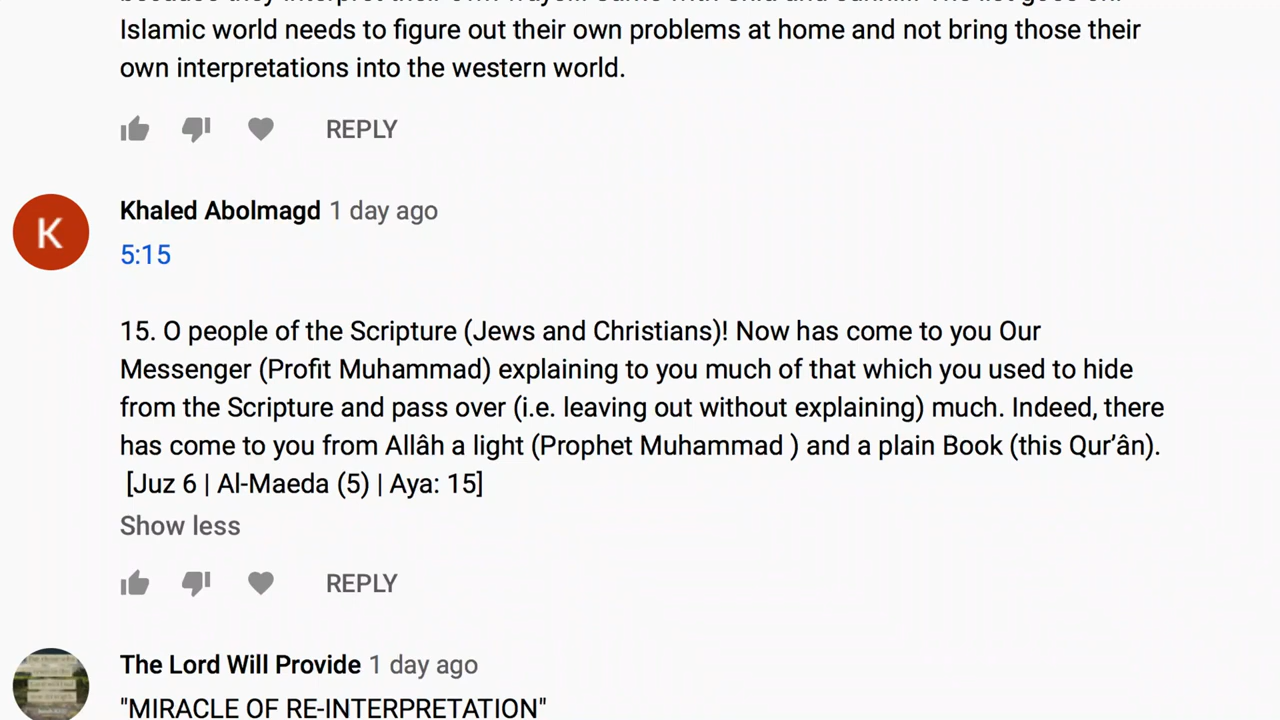 Islamic world needs to figure out their own problems at home and not bring those their
own interpretations into the western world.
REPLY
Khaled Abolmagd 1 day ago
5:15
15. O people of the Scripture (Jews and Christians)! Now has come to you Our
Messenger (Profit Muhammad) explaining to you much of that which you used to hide
from the Scripture and pass over (i.e. leaving out without explaining) much. Indeed, there
has come to you from Allâh a light (Prophet Muhammad ) and a plain Book (this Qur’ân).
[Juz 6 | Al-Maeda (5) | Aya: 15]
Show less
REPLY
K
The Lord Will Provide 1 day ago
"MIRACLE OF RE-INTERPRETATION"